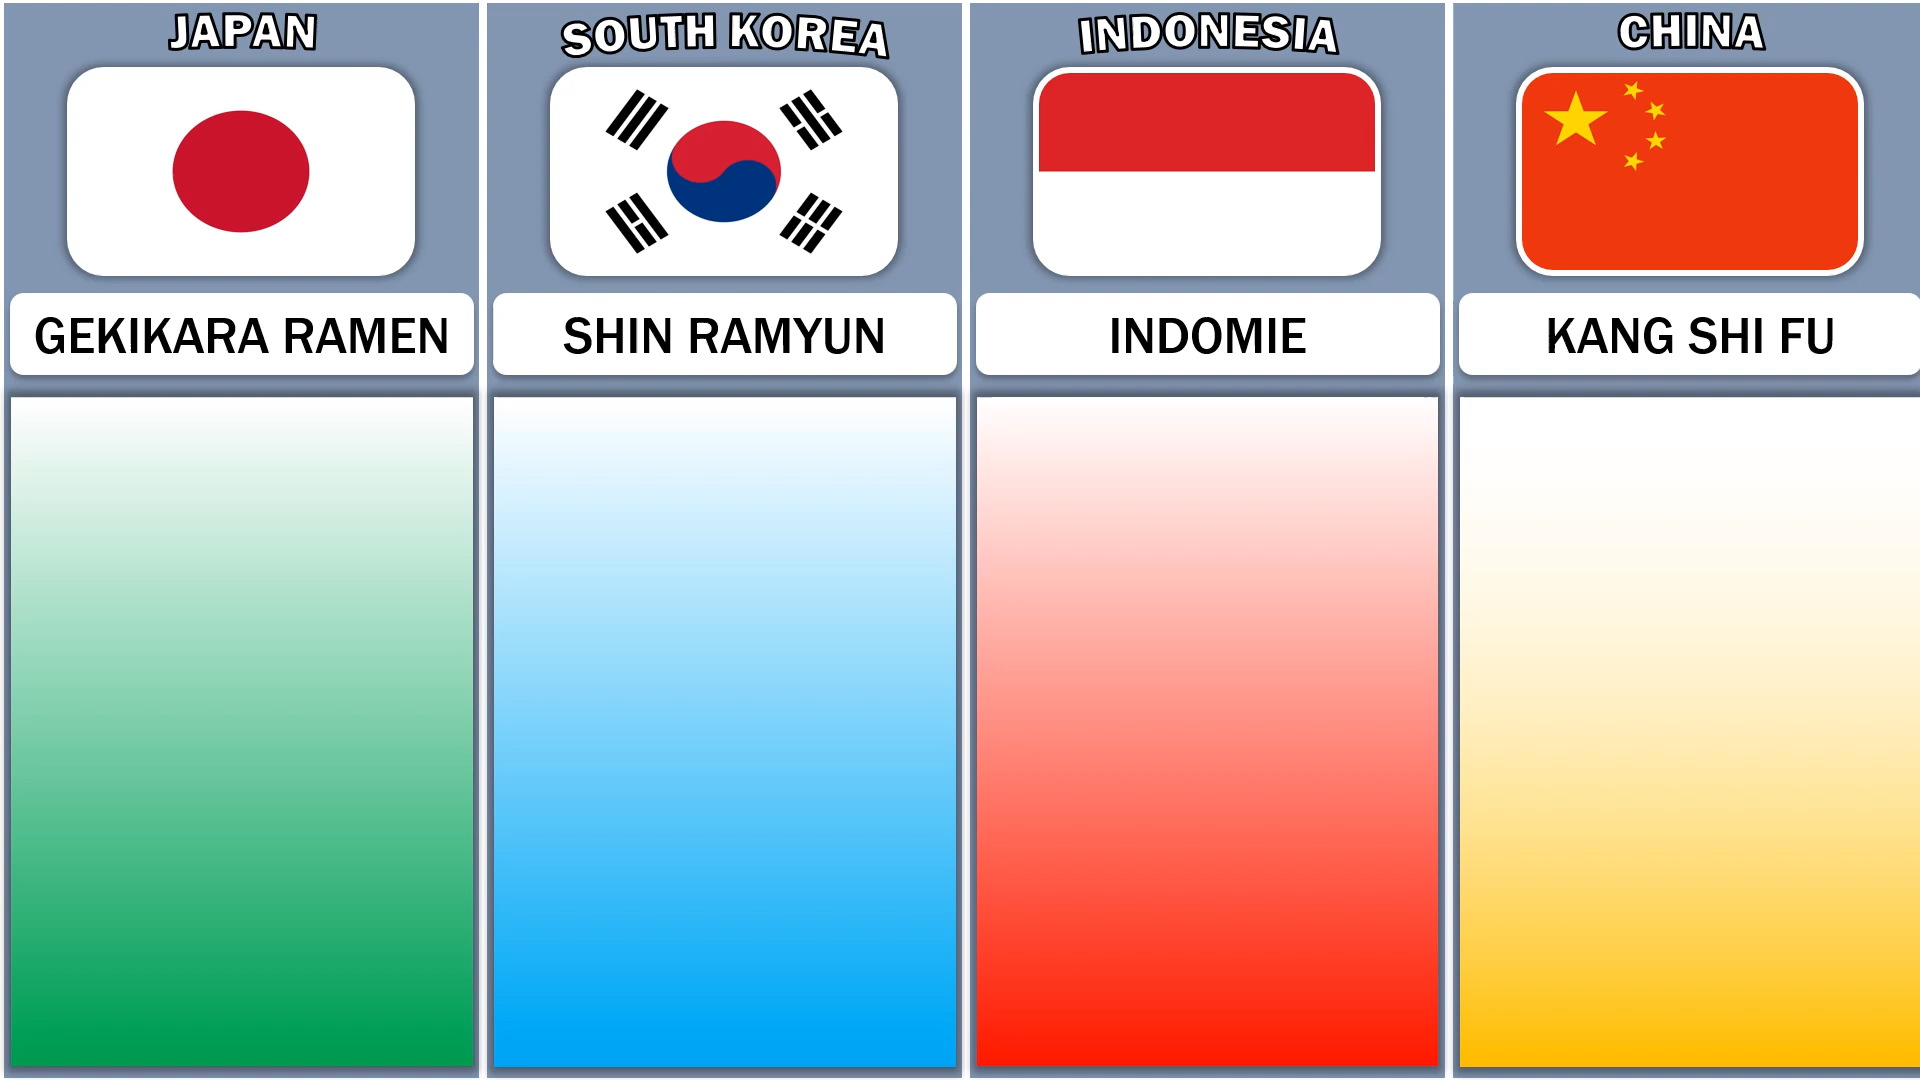 JAPAN
SOUTH KOREA
INDONESIA
CHINA
GEKIKARA RAMEN
SHIN RAMYUN
INDOMIE
KANG SHI FU